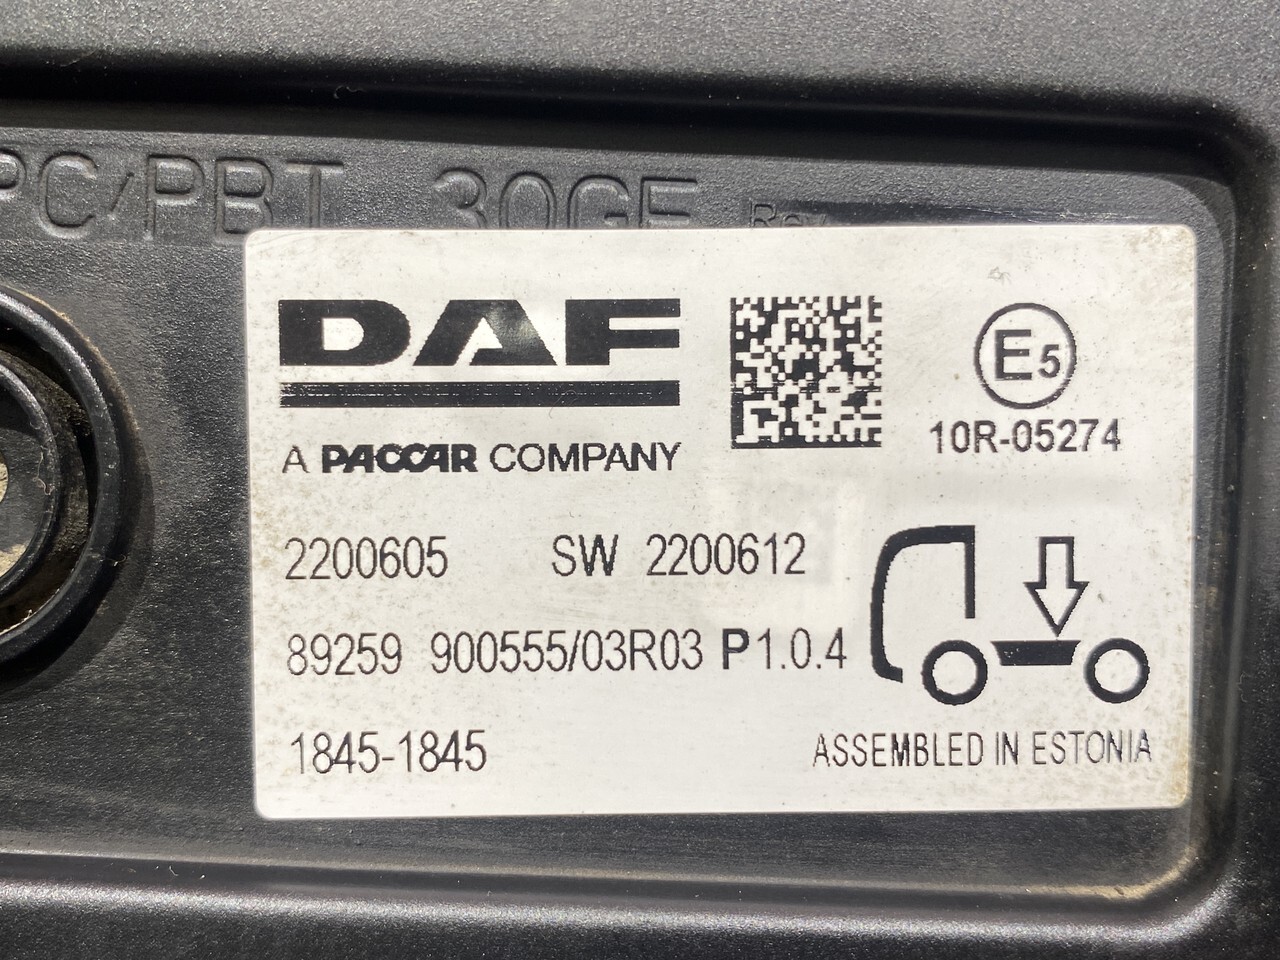 PC/PBT 30GF Rev
DAF
A PACCAR COMPANY
E5
10R-05274
2200605 SW 2200612
89259 900555/03R03 P1.0.4
1845-1845
ASSEMBLED IN ESTONIA